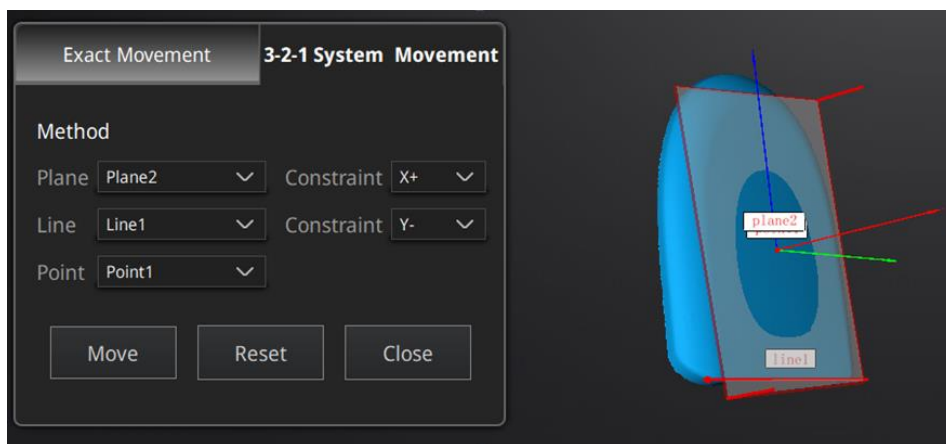 Exact Movement
3-2-1 System Movement
Method
Plane Plane2 Constraint X+
Line Line1 Constraint Y-
Point Point1
Move Reset Close
plane2
line1